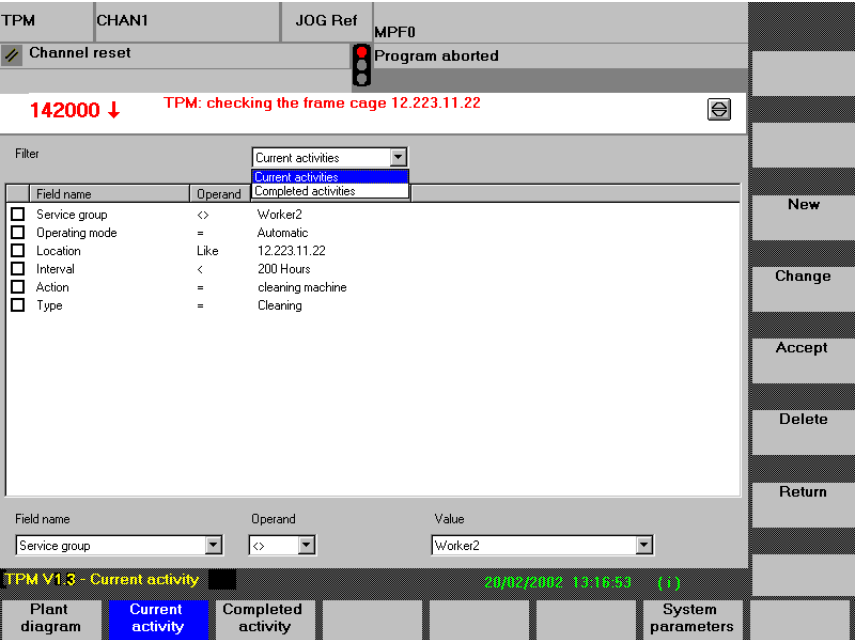 TPM CHAN1 JOG Ref MPF0
Channel reset Program aborted
142000 ↓ TPM: checking the frame cage 12.223.11.22
Filter Current activities
Current activities
Field name Operand Completed activities
Service group <> Worker2
Operating mode = Automatic
Location Like 12.223.11.22
Interval < 200 Hours
Action = cleaning machine
Type = Cleaning
New
Change
Accept
Delete
Return
Field name Operand Value
Service group <> Worker2
TPM V1.3 - Current activity 20/02/2002 13:16:53 (i)
Plant diagram
Current activity
Completed activity
System parameters